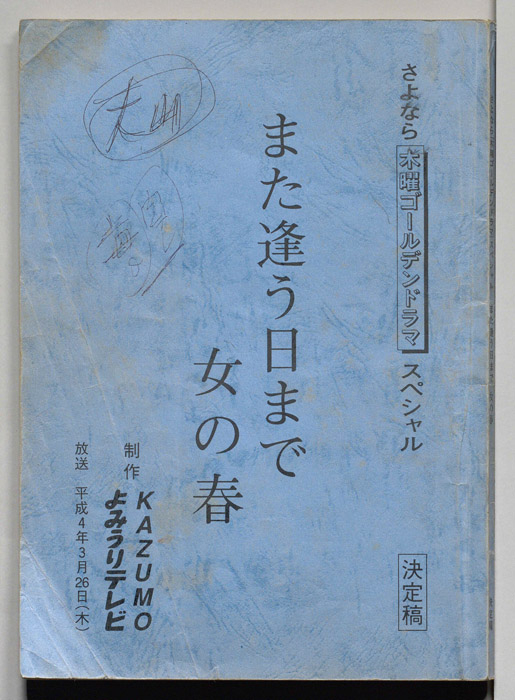 さよなら木曜ゴールデンドラマスペシャル
また逢う日まで
女の春
決定稿
制作
KAZUMO
よみうりテレビ
放送 平成4年3月26日(木)